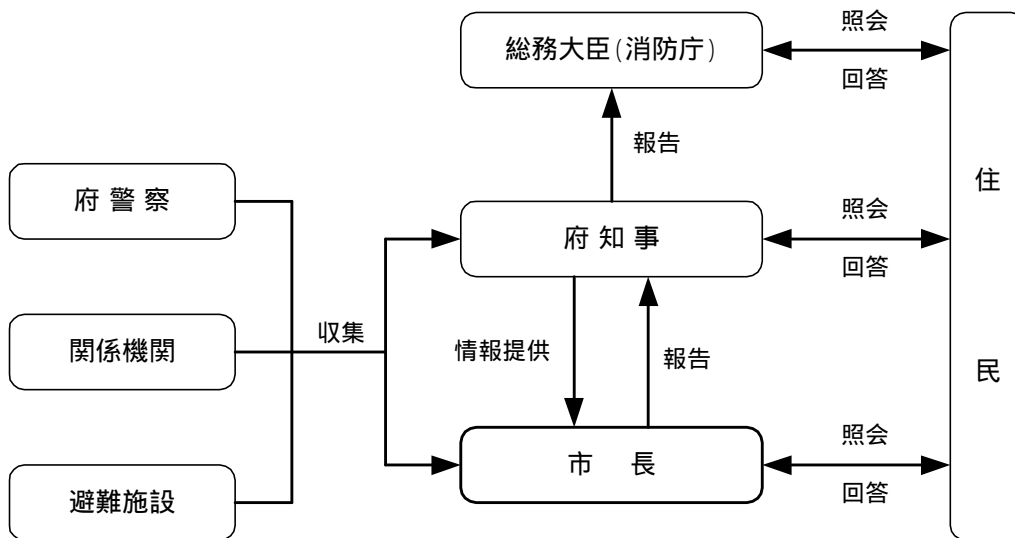 総務大臣(消防庁)
照会
回答
報告
府警察
府知事
照会
回答
住民
関係機関
収集
情報提供
報告
避難施設
市長
照会
回答